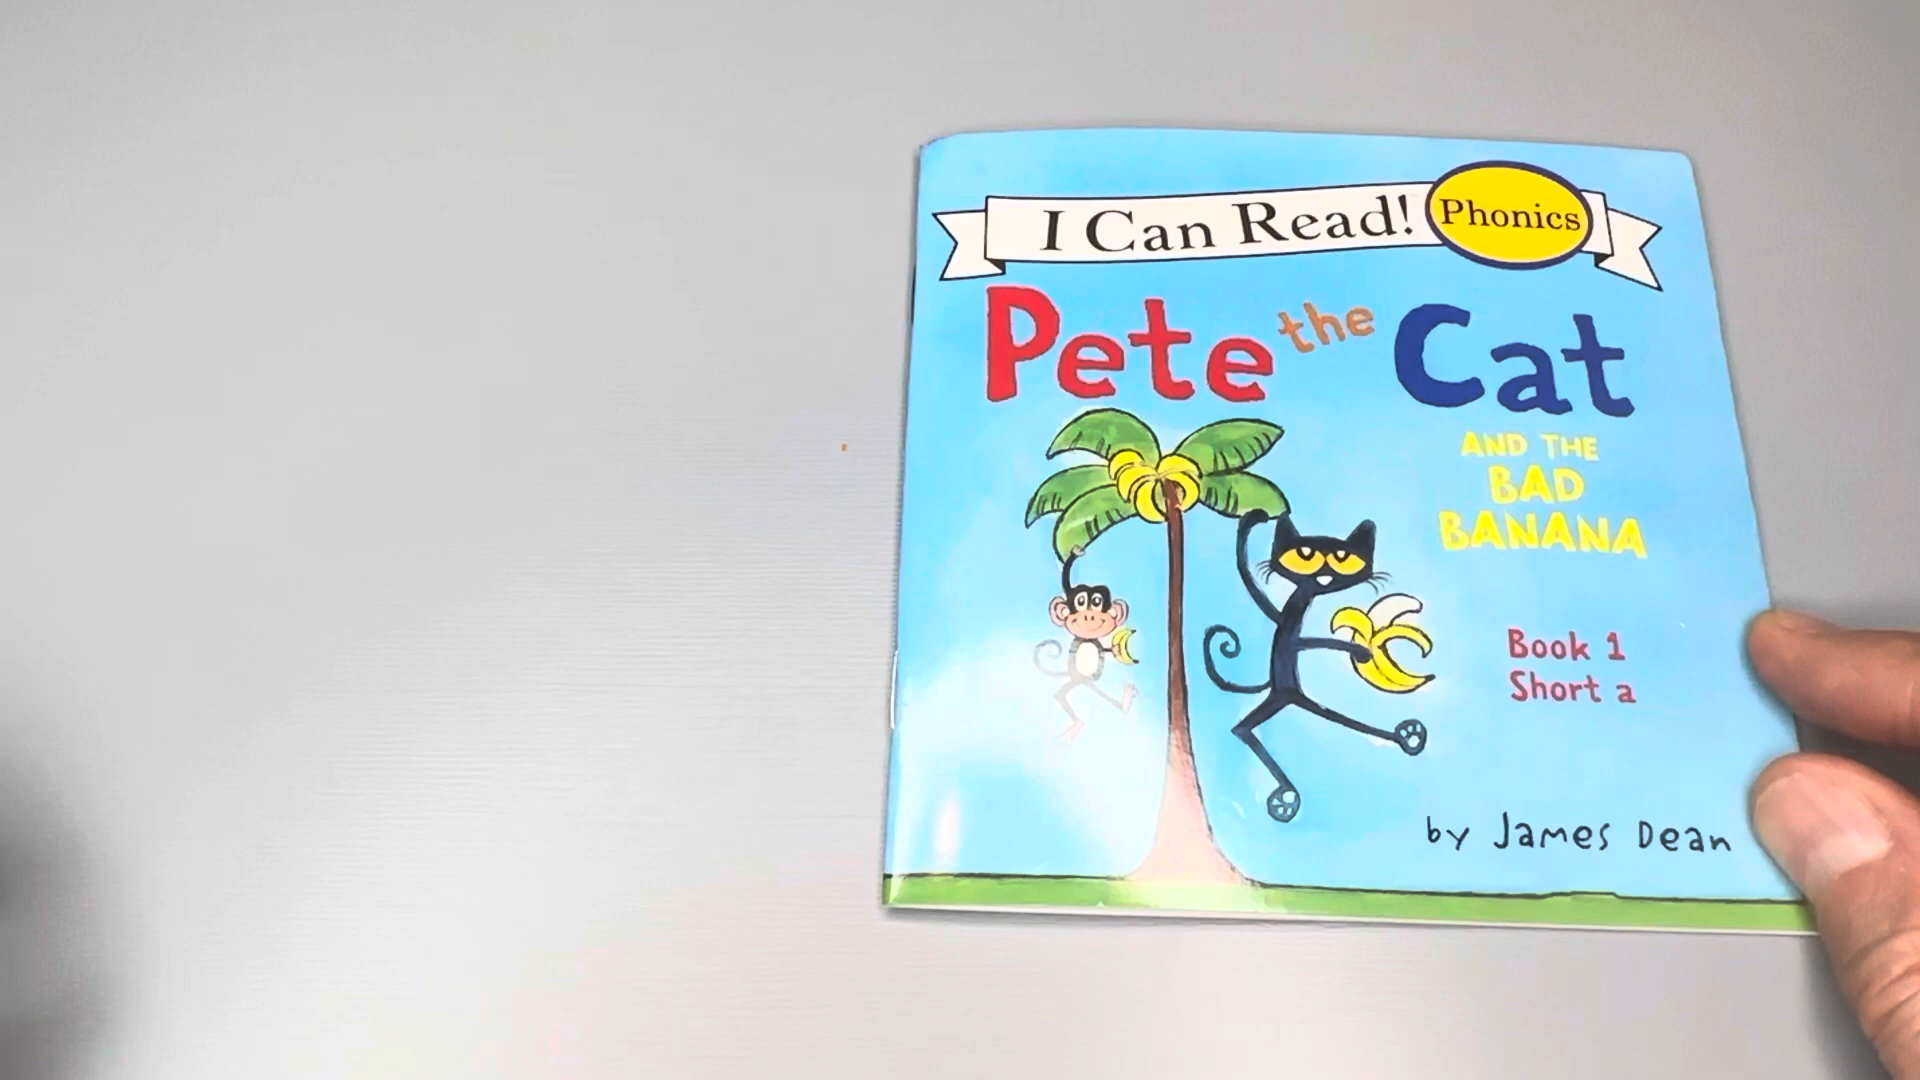 I Can Read! Phonics
Pete the Cat
AND THE
BAD
BANANA
Book 1
Short a
by James Dean